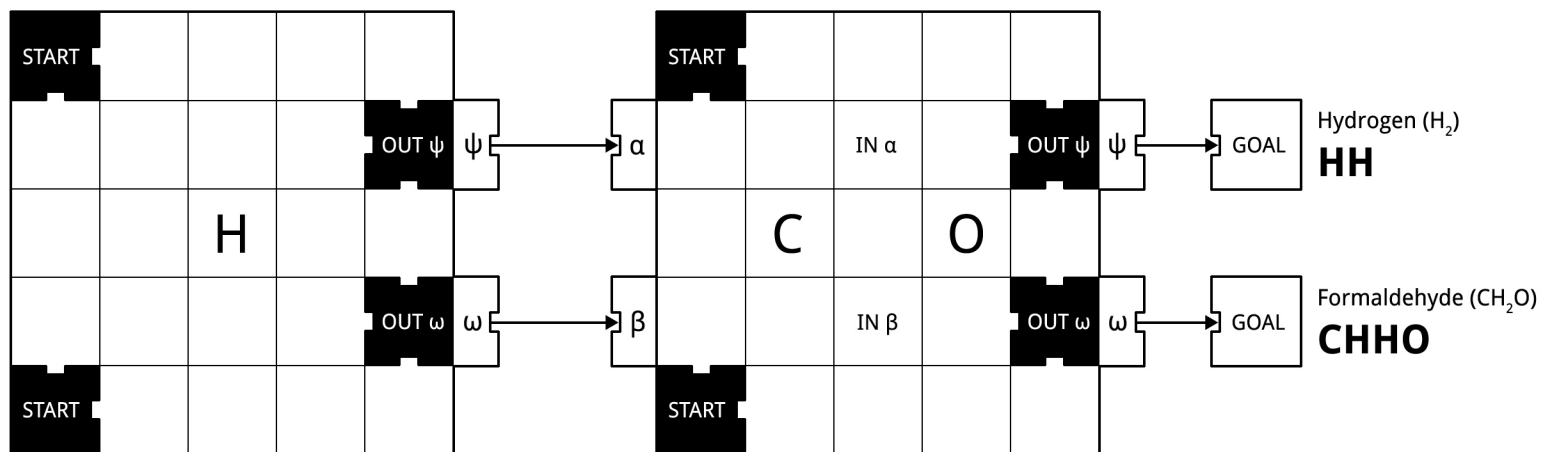 START START
Hydrogen (H₂)
OUT ψ ψ α IN α OUT ψ ψ GOAL
HH
H C O
Formaldehyde (CH₂O)
OUT ω ω β IN β OUT ω ω GOAL
CHHO
START START